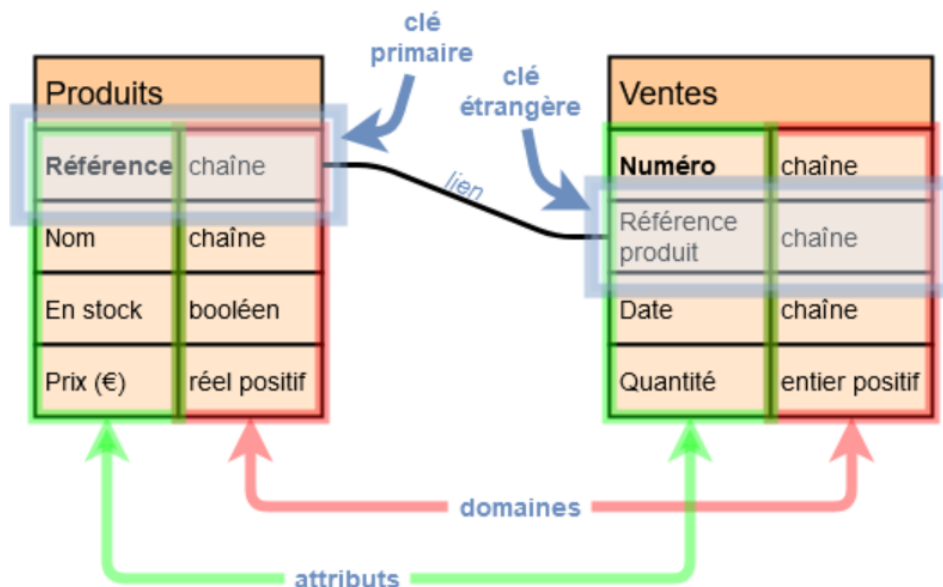 clé
primaire
clé
étrangère
Produits
Référence chaîne
Nom chaîne
En stock booléen
Prix (€) réel positif
lien
Ventes
Numéro chaîne
Référence
produit chaîne
Date chaîne
Quantité entier positif
domaines
attributs